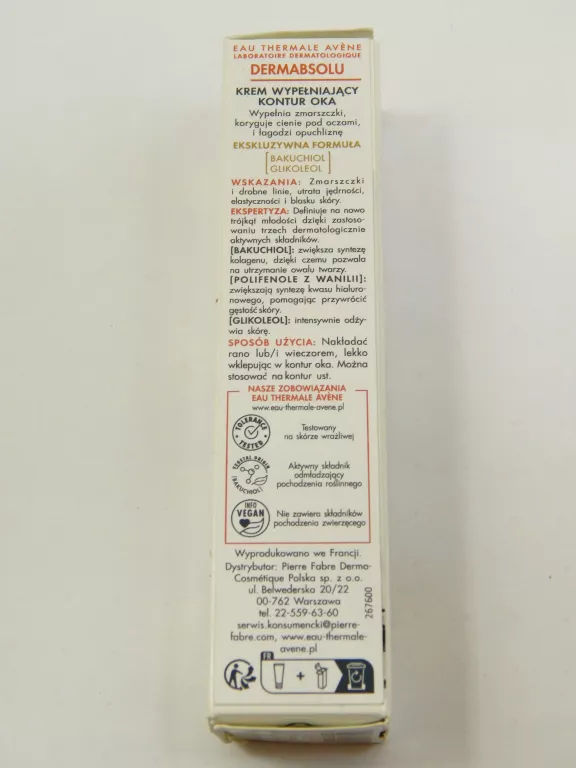 EAU THERMALE AVÈNE
LABORATOIRE DERMATOLOGIQUE
DERMABSOLU
KREM WYPEŁNIAJĄCY
KONTUR OKA
Wypełnia zmarszczki,
koryguje cienie pod oczami,
i łagodzi opuchliznę
EKSKLUZYWNA FORMUŁA
[BAKUCHIOL
GLIKOLEOL]
WSKAZANIA: Zmarszczki
i drobne linie, utrata jędrności,
elastyczności i blasku skóry.
EKSPERTYZA: Definiuje na nowo
trójkąt młodości dzięki zastoso-
waniu trzech dermatologicznie
aktywnych składników.
[BAKUCHIOL]: zwiększa syntezę
kolagenu, dzięki czemu pozwala
na utrzymanie owalu twarzy.
[POLIFENOLE Z WANILII]:
zwiększają syntezę kwasu hialuro-
nowego, pomagając przywrócić
gęstość skóry.
[GLIKOLEOL]: intensywnie odży-
wia skórę.
SPOSÓB UŻYCIA: Nakładać
rano lub/i wieczorem, lekko
wklepując w kontur oka. Można
stosować na kontur ust.
NASZE ZOBOWIĄZANIA
EAU THERMALE AVÈNE
www.eau-thermale-avene.pl
TOLERANCE
TESTED
Testowany
na skórze wrażliwej
VEGETAL ORIGIN
[BAKUCHIOL]
Aktywny składnik
odmładzający
pochodzenia roślinnego
INFO
VEGAN
Nie zawiera składników
pochodzenia zwierzęcego
Wyprodukowano we Francji.
Dystrybutor: Pierre Fabre Dermo-
Cosmétique Polska sp. z o.o.
ul. Belwederska 20/22
00-762 Warszawa
tel. 22-559-63-60
serwis.konsumencki@pierre-
fabre.com, www.eau-thermale-
avene.pl
267600
FR
+